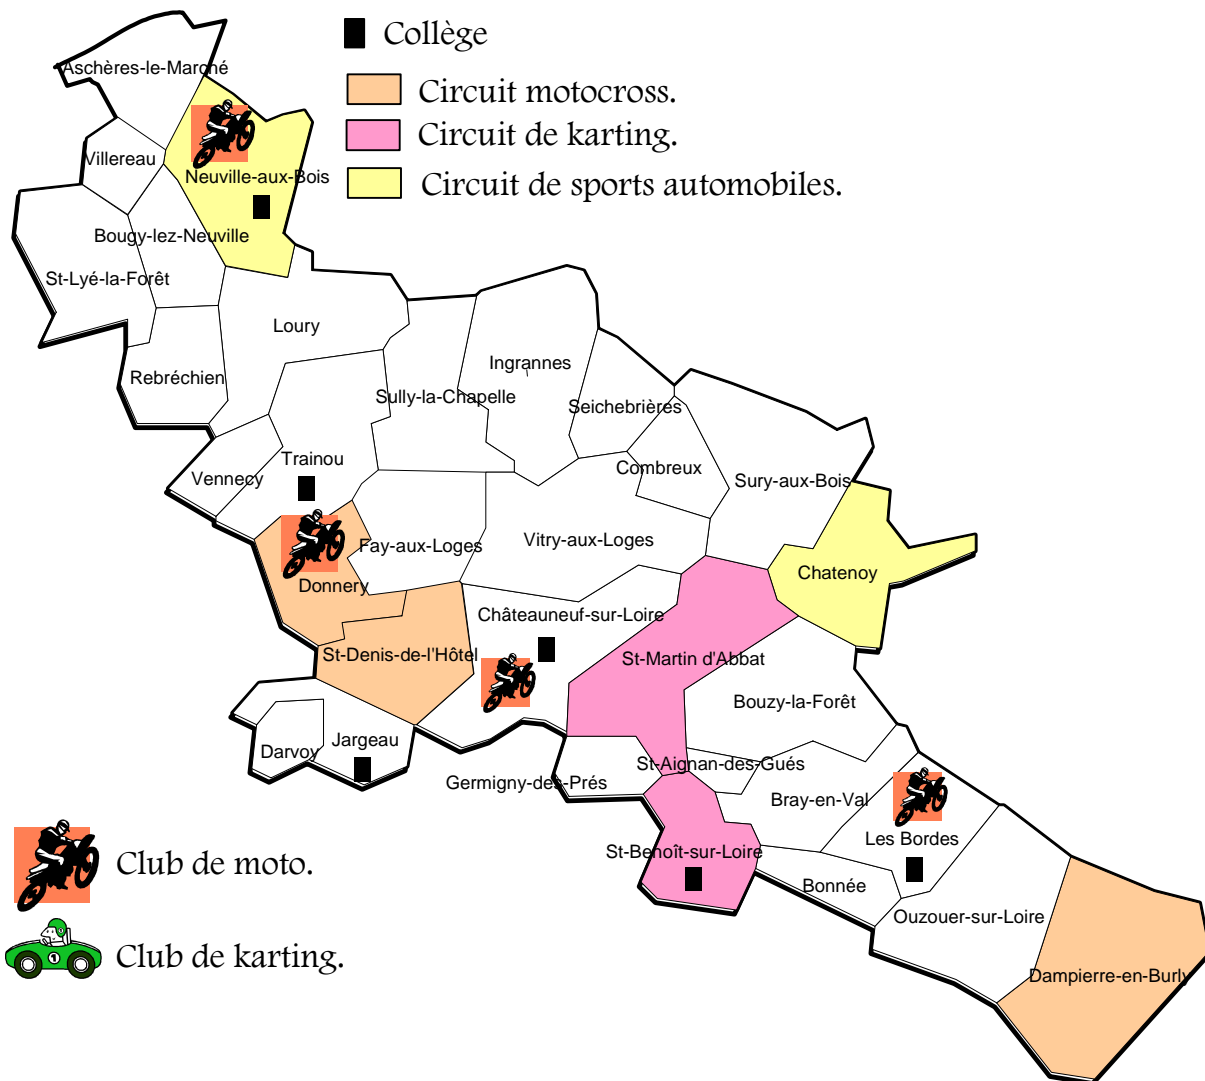 Collège
Circuit motocross.
Circuit de karting.
Circuit de sports automobiles.
Aschères-le-Marché
Villereau
Neuville-aux-Bois
Bougy-lez-Neuville
St-Lyé-la-Forêt
Loury
Rebréchien
Ingrannes
Sully-la-Chapelle
Seichebrières
Trainou
Vennecy
Combreux
Sury-aux-Bois
Fay-aux-Loges
Vitry-aux-Loges
Chatenoy
Donnery
Châteauneuf-sur-Loire
St-Denis-de-l'Hôtel
St-Martin d'Abbat
Bouzy-la-Forêt
Darvoy
Jargeau
St-Aignan-des-Gués
Germigny-des-Prés
Bray-en-Val
Les Bordes
St-Benoît-sur-Loire
Bonnée
Ouzouer-sur-Loire
Dampierre-en-Burly
Club de moto.
1
Club de karting.